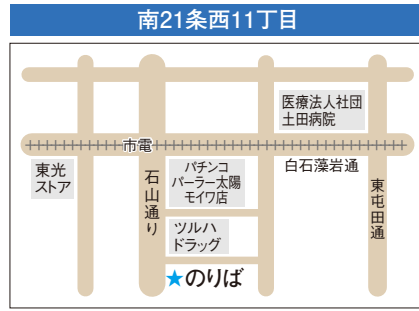 南21条西11丁目
医療法人社団
土田病院
市電
東光
ストア
石山通り
パチンコ
パーラー太陽
モイワ店
白石藻岩通
東屯田通
ツルハ
ドラッグ
★のりば